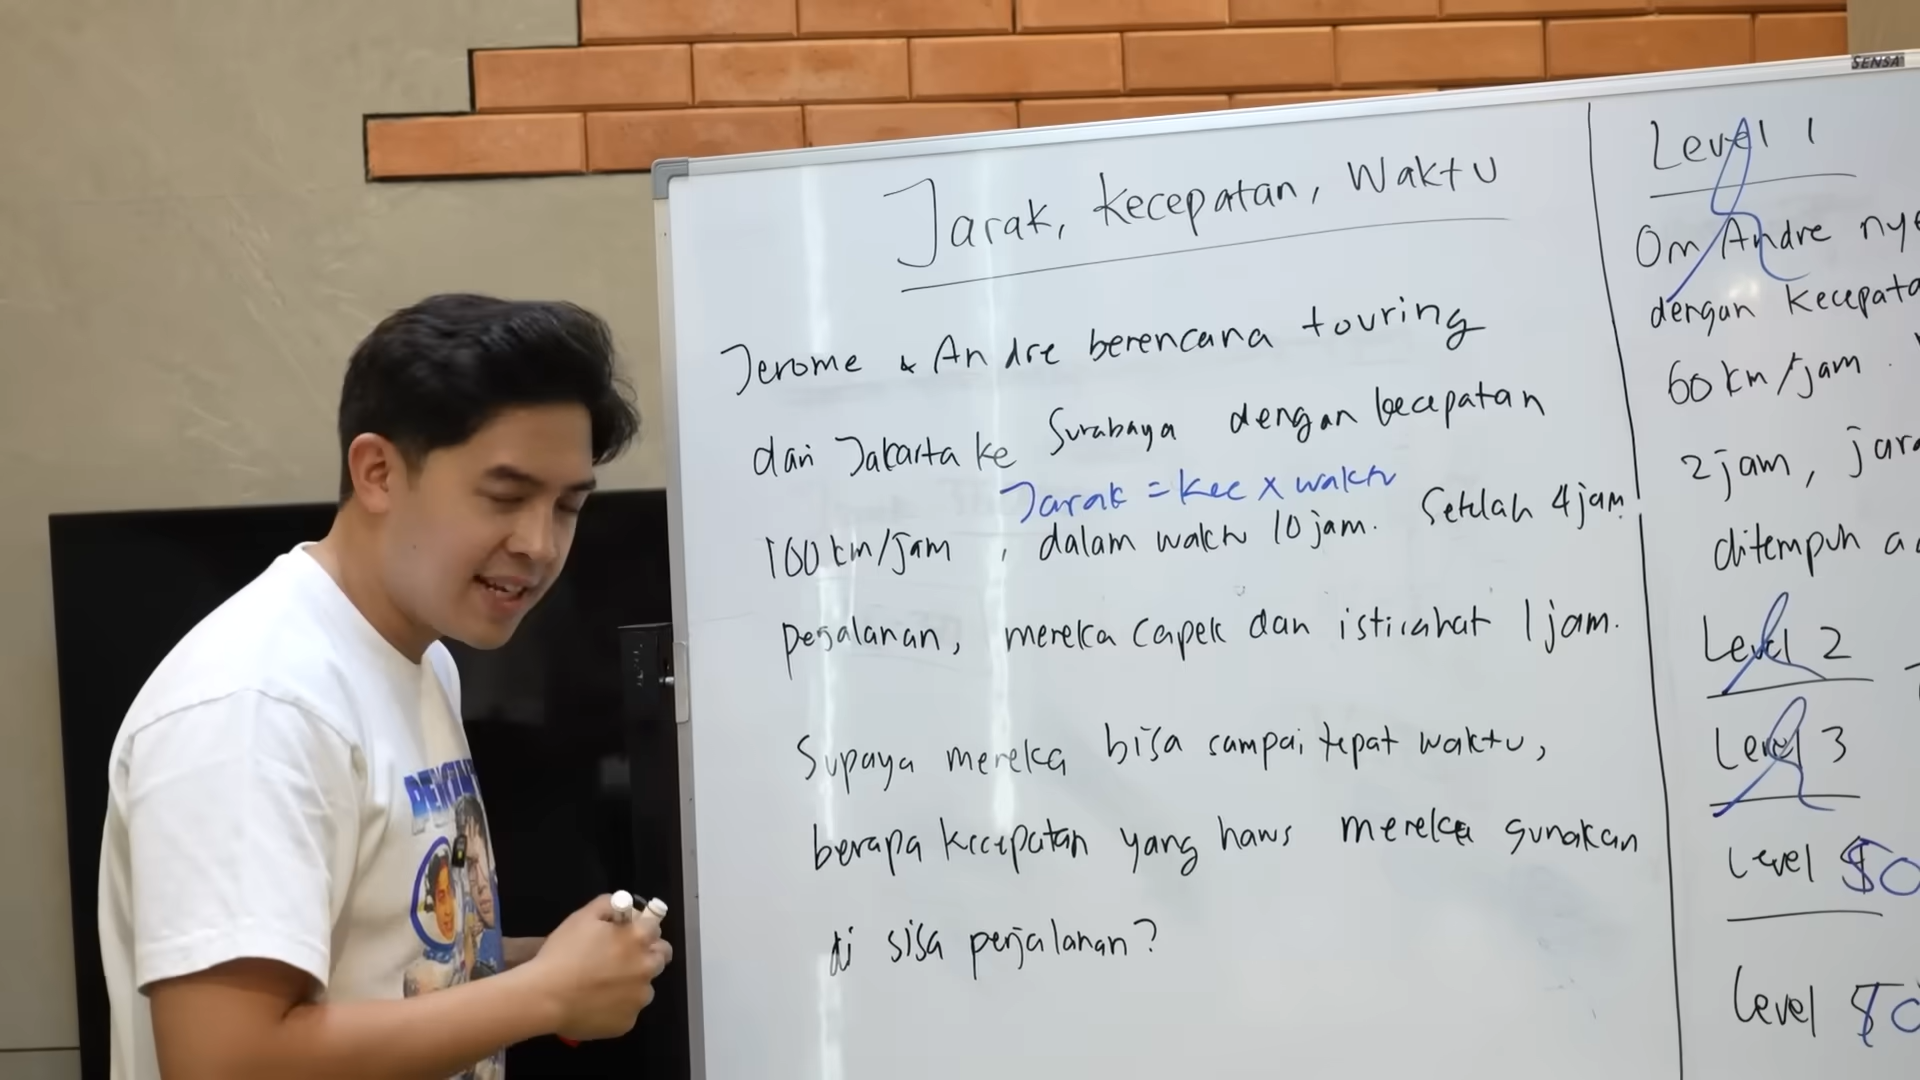 SENSA
Jarak, Kecepatan, Waktu
Jerome & Andre berencana touring
dari Jakarta ke Surabaya dengan kecepatan
Jarak = Kec x waktu
100 km/jam , dalam waktu 10 jam. Setelah 4 jam
perjalanan, mereka capek dan istirahat 1 jam.
Supaya mereka bisa sampai tepat waktu,
berapa kecepatan yang harus mereka gunakan
di sisa perjalanan?
Level 1
Om Andre nye
dengan kecepata
60 km/jam .
2 jam, jara
ditempuh a
Level 2
Level 3
Level 50
Level